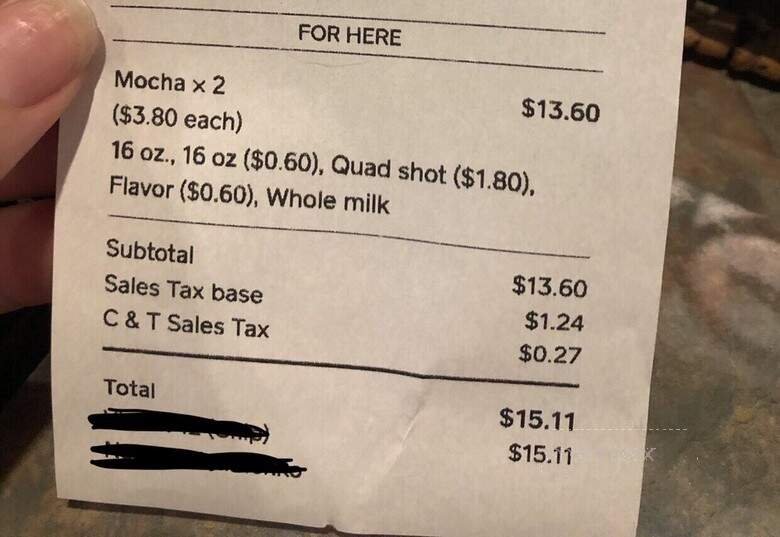 FOR HERE
Mocha x 2
$13.60
($3.80 each)
16 oz., 16 oz ($0.60), Quad shot ($1.80),
Flavor ($0.60), Whole milk
Subtotal
$13.60
Sales Tax base
$1.24
C & T Sales Tax
$0.27
Total
$15.11
$15.11